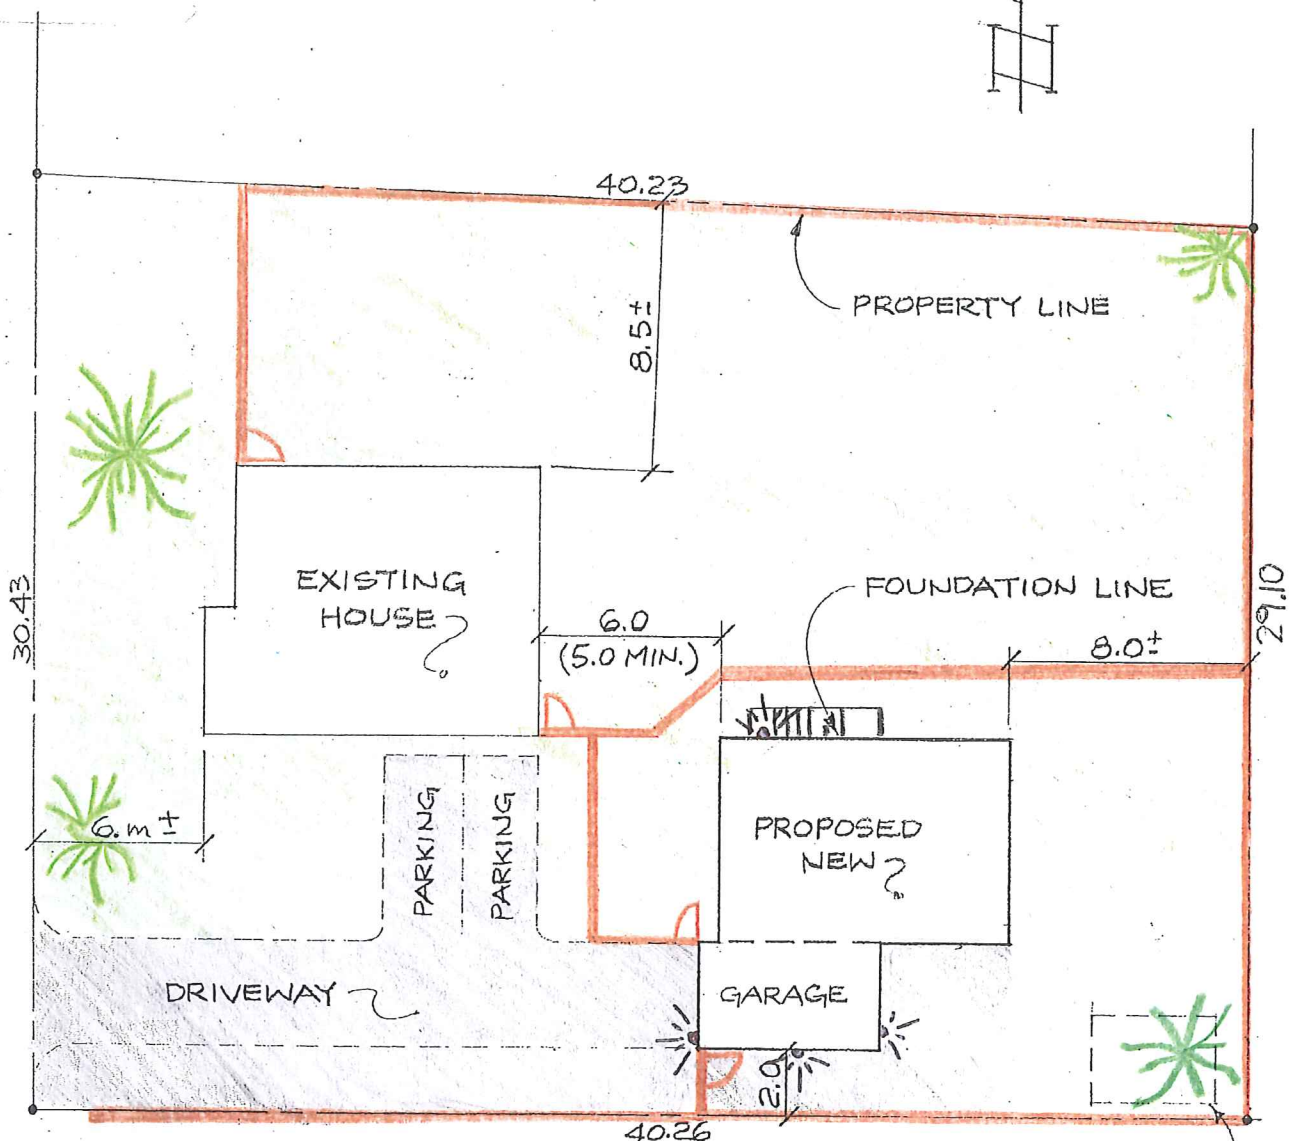 N
40.23
PROPERTY LINE
8.5±
30.43
EXISTING
HOUSE
FOUNDATION LINE
29.10
6.0
(5.0 MIN.)
8.0±
6.m±
PARKING
PARKING
PROPOSED
NEW
DRIVEWAY
GARAGE
2.0
40.26